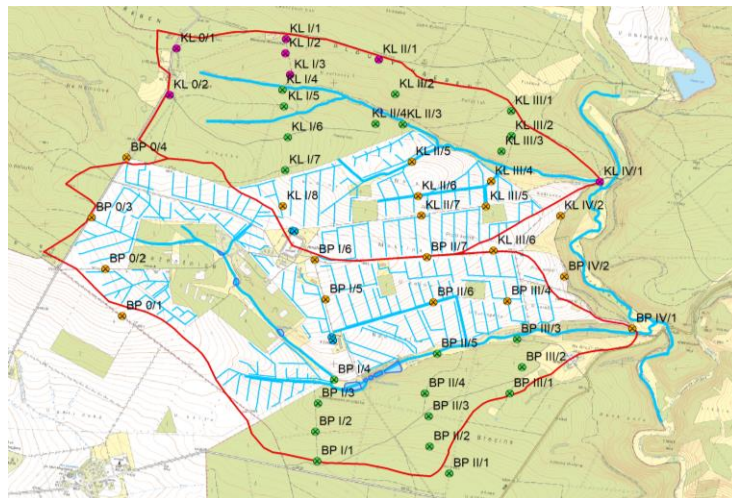 KL 0/1
KL I/1
KL I/2
KL II/1
KL I/3
KL 0/2
KL I/4
KL II/2
KL I/5
KL III/1
KL II/4
KL II/3
KL I/6
KL III/2
KL III/3
BP 0/4
KL II/5
KL I/7
KL III/4
KL IV/1
KL II/6
KL I/8
KL III/5
BP 0/3
KL II/7
KL IV/2
KL III/6
BP I/6
BP II/7
BP 0/2
BP IV/2
BP I/5
BP II/6
BP III/4
BP 0/1
BP IV/1
BP III/3
BP II/5
BP III/2
BP I/4
BP II/4
BP III/1
BP I/3
BP II/3
BP I/2
BP II/2
BP I/1
BP II/1